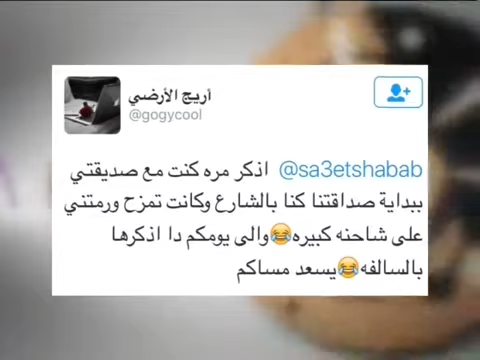 أريج الأرضي
@gogycool
@sa3etshabab اذكر مره كنت مع صديقتي
ببداية صداقتنا كنا بالشارع وكانت تمزح ورمتني
على شاحنه كبيره😂والى يومكم دا اذكرها
بالسالفه😂يسعد مساكم